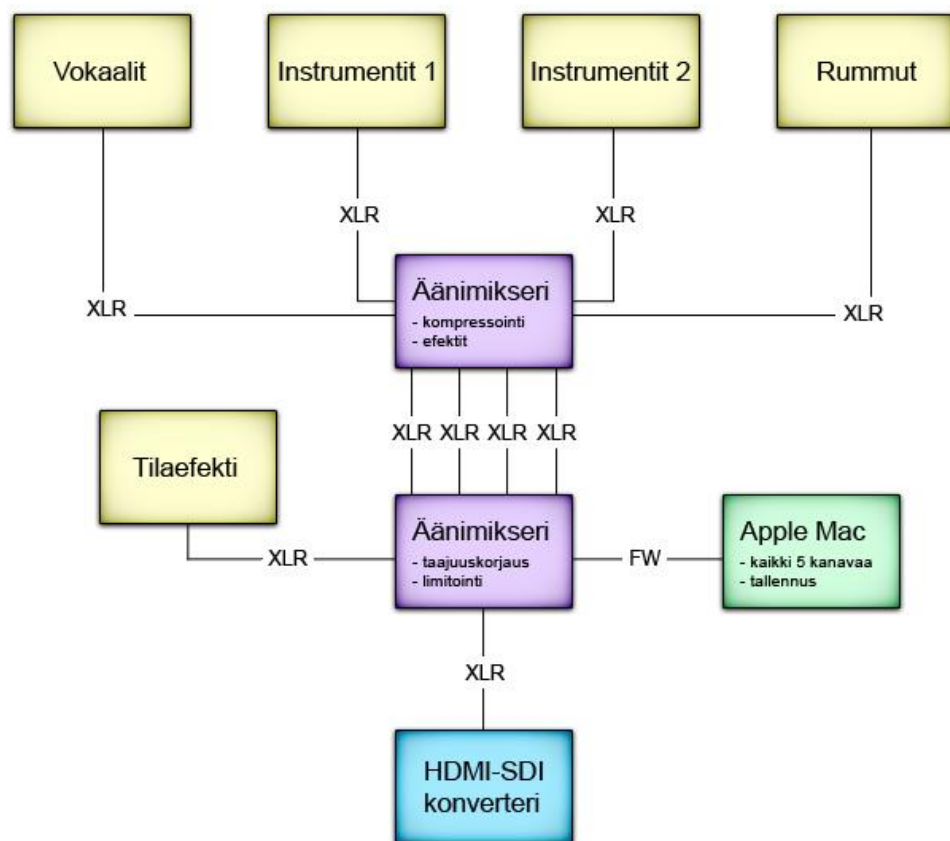 Vokaalit
Instrumentit 1
Instrumentit 2
Rummut
XLR
XLR
XLR
XLR
Äänimikseri
- kompressointi
- efektit
XLR
XLR
XLR
XLR
Tilaefekti
XLR
Äänimikseri
- taajuuskorjaus
- limitointi
FW
Apple Mac
- kaikki 5 kanavaa
- tallennus
XLR
HDMI-SDI
konverteri